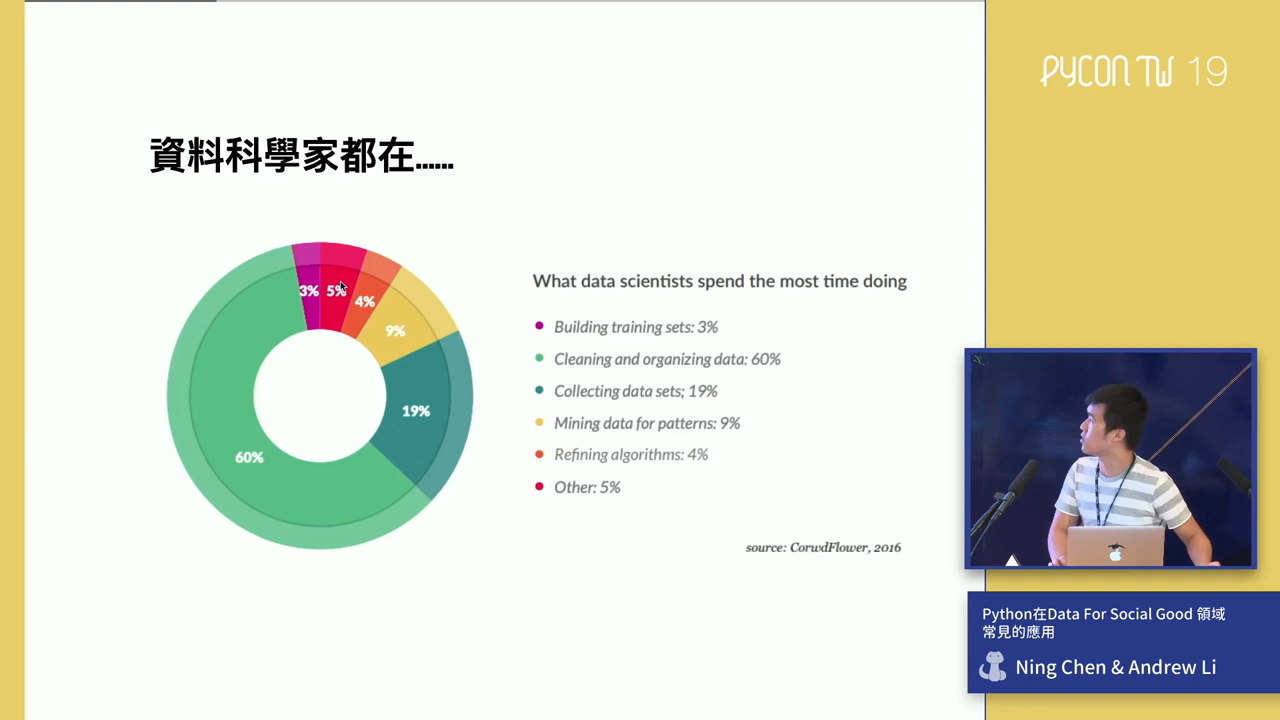 PYCON TW 19
資料科學家都在......
3%
5%
4%
9%
19%
60%
What data scientists spend the most time doing
Building training sets: 3%
Cleaning and organizing data: 60%
Collecting data sets; 19%
Mining data for patterns: 9%
Refining algorithms: 4%
Other: 5%
source: CorwdFlower, 2016
Python在Data For Social Good 領域
常見的應用
Ning Chen & Andrew Li